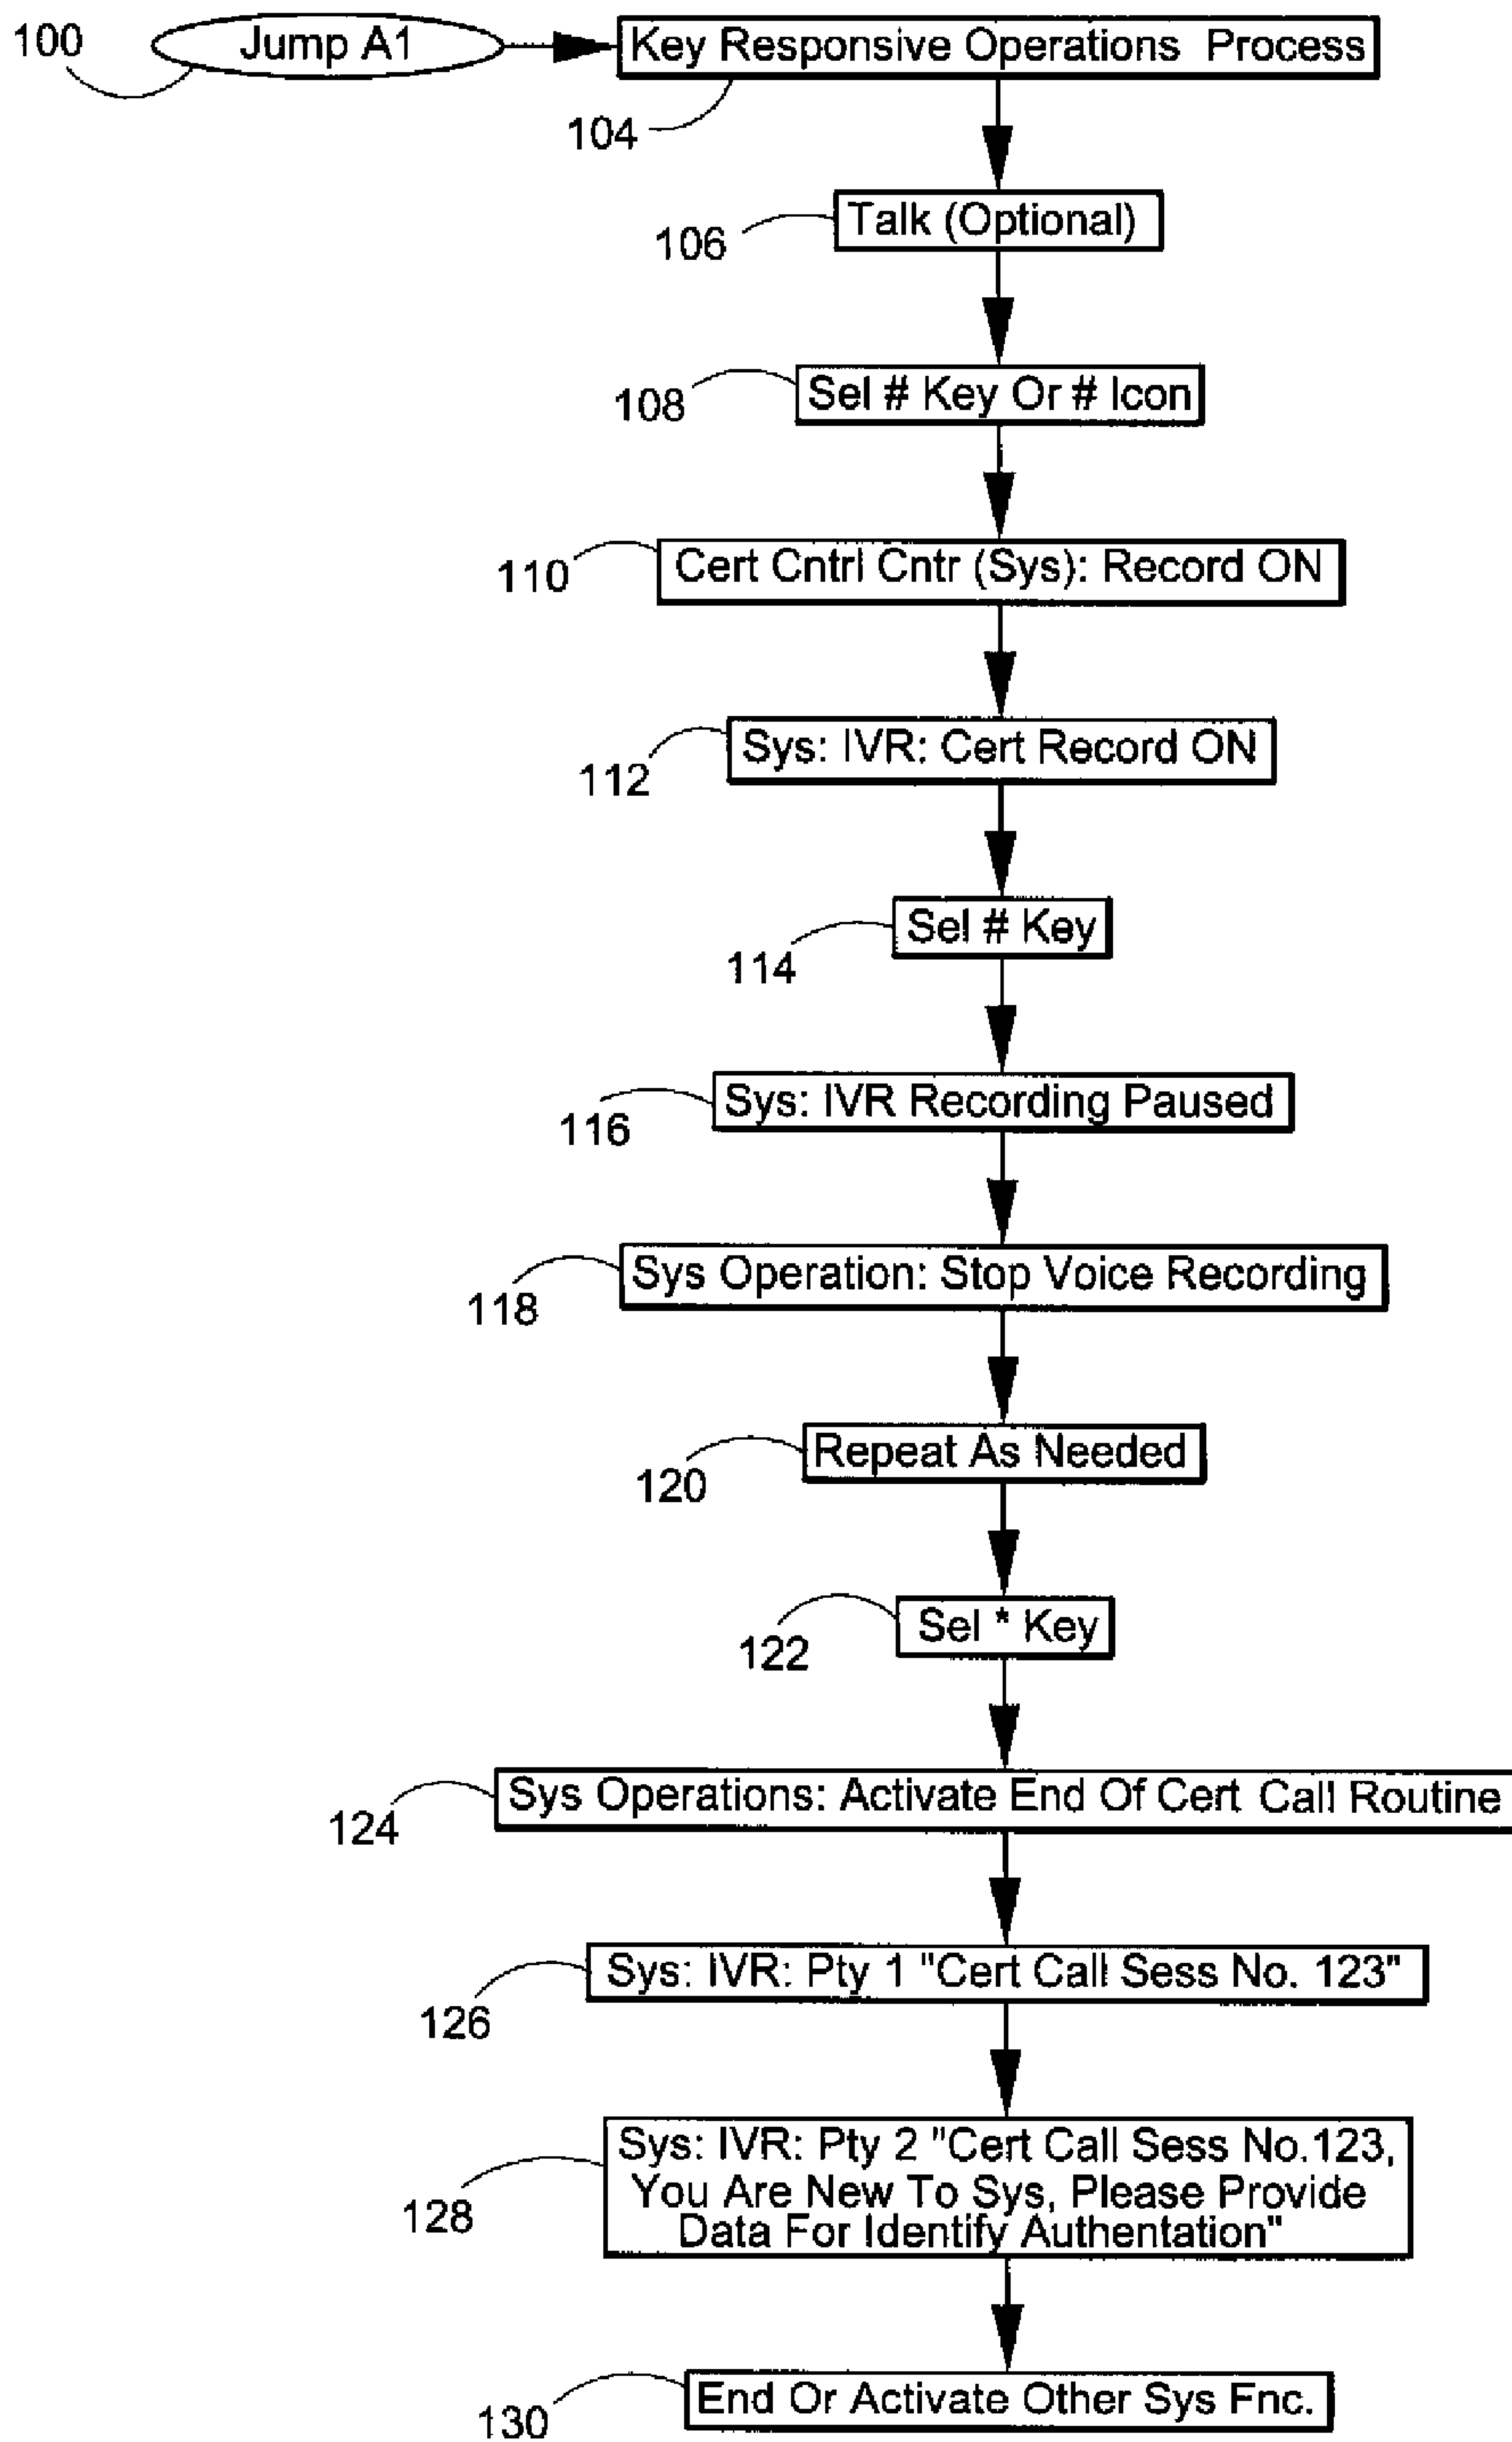 100
Jump A1
Key Responsive Operations Process
104
Talk (Optional)
106
Sel # Key Or # Icon
108
Cert Cntrl Cntr (Sys): Record ON
110
Sys: IVR: Cert Record ON
112
Sel # Key
114
Sys: IVR Recording Paused
116
Sys Operation: Stop Voice Recording
118
Repeat As Needed
120
Sel * Key
122
Sys Operations: Activate End Of Cert Call Routine
124
Sys: IVR: Pty 1 "Cert Call Sess No. 123"
126
Sys: IVR: Pty 2 "Cert Call Sess No.123,
You Are New To Sys, Please Provide
Data For Identify Authentation"
128
End Or Activate Other Sys Fnc.
130